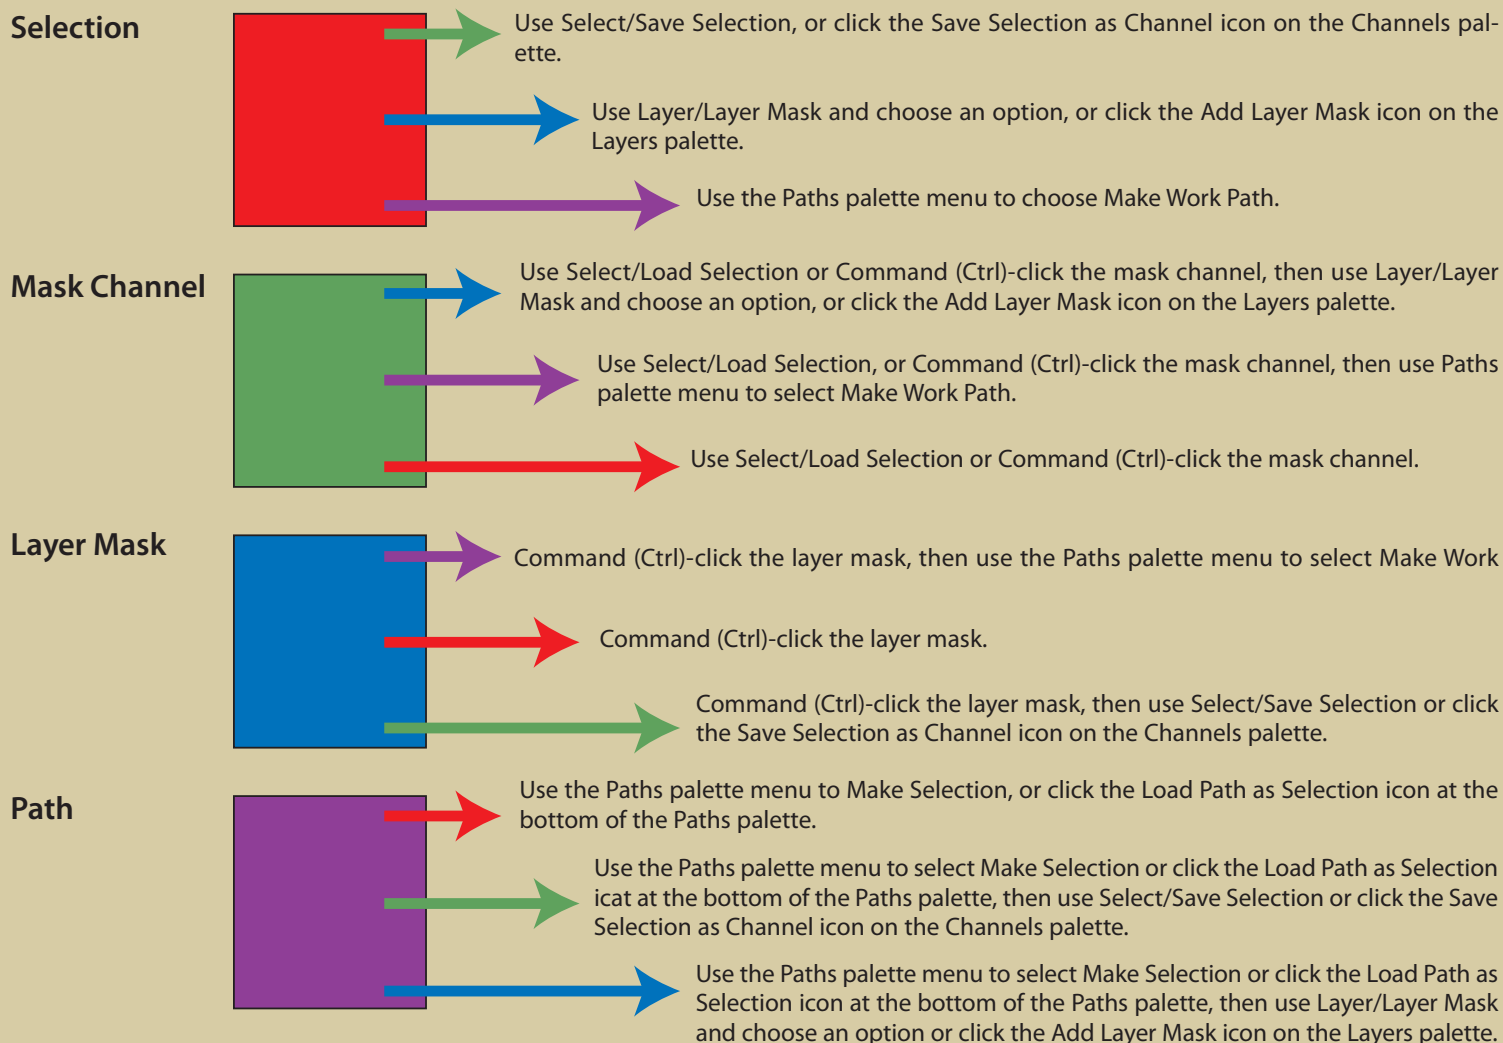 Selection
Use Select/Save Selection, or click the Save Selection as Channel icon on the Channels pal-
ette.
Use Layer/Layer Mask and choose an option, or click the Add Layer Mask icon on the
Layers palette.
Use the Paths palette menu to choose Make Work Path.
Mask Channel
Use Select/Load Selection or Command (Ctrl)-click the mask channel, then use Layer/Layer
Mask and choose an option, or click the Add Layer Mask icon on the Layers palette.
Use Select/Load Selection, or Command (Ctrl)-click the mask channel, then use Paths
palette menu to select Make Work Path.
Use Select/Load Selection or Command (Ctrl)-click the mask channel.
Layer Mask
Command (Ctrl)-click the layer mask, then use the Paths palette menu to select Make Work
Command (Ctrl)-click the layer mask.
Command (Ctrl)-click the layer mask, then use Select/Save Selection or click
the Save Selection as Channel icon on the Channels palette.
Path
Use the Paths palette menu to Make Selection, or click the Load Path as Selection icon at the
bottom of the Paths palette.
Use the Paths palette menu to select Make Selection or click the Load Path as Selection
icat at the bottom of the Paths palette, then use Select/Save Selection or click the Save
Selection as Channel icon on the Channels palette.
Use the Paths palette menu to select Make Selection or click the Load Path as
Selection icon at the bottom of the Paths palette, then use Layer/Layer Mask
and choose an option or click the Add Layer Mask icon on the Layers palette.